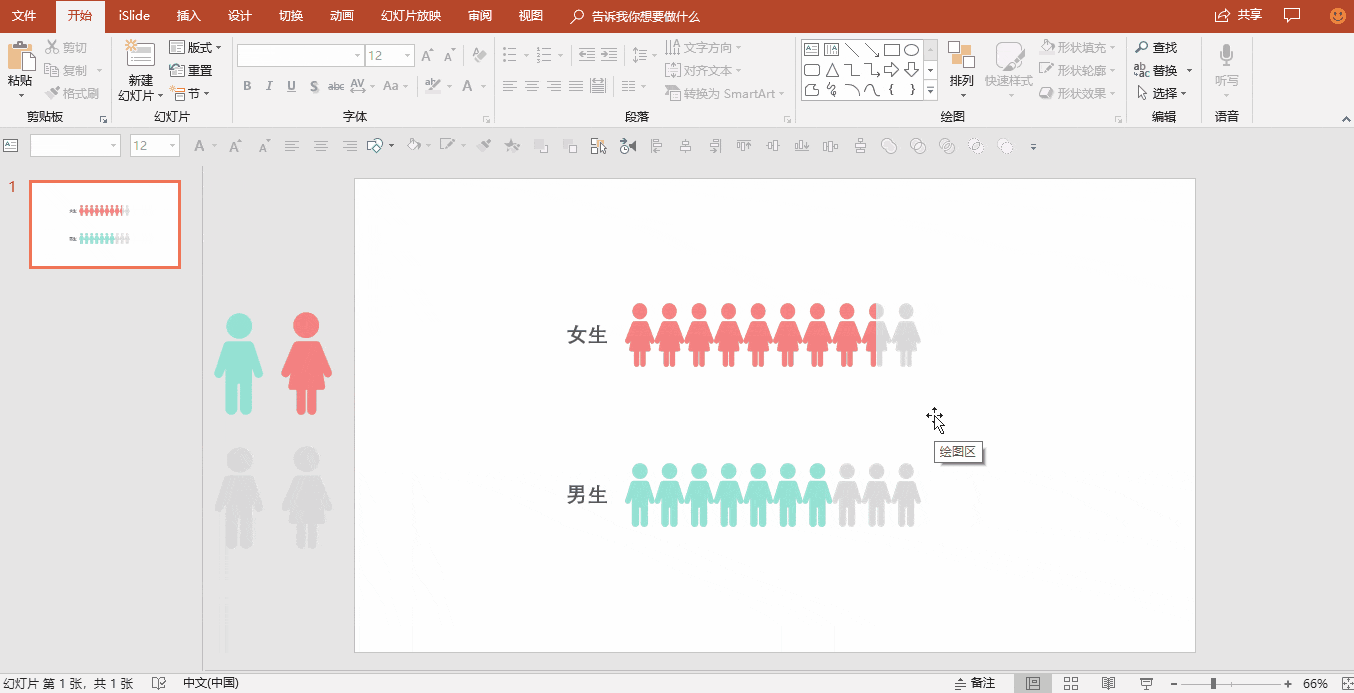 文件 开始 iSlide 插入 设计 切换 动画 幻灯片放映 审阅 视图 告诉我你想要做什么 共享
粘贴 剪切 复制 格式刷 剪贴板
新建 幻灯片 版式 重置 节 幻灯片
12 B I U S abc AV Aa A 字体
文字方向 对齐文本 转换为 SmartArt 段落
排列 快速样式 形状填充 形状轮廓 形状效果 绘图
查找 替换 选择 编辑
听写 语音
12
1
女生
绘图区
男生
幻灯片 第 1 张，共 1 张 中文(中国) 备注 66%